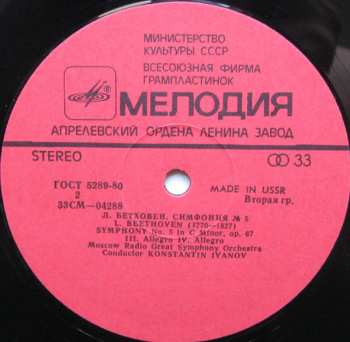 МИНИСТЕРСТВО
КУЛЬТУРЫ СССР
ВСЕСОЮЗНАЯ ФИРМА
ГРАМПЛАСТИНОК
МЕЛОДИЯ
АПРЕЛЕВСКИЙ ОРДЕНА ЛЕНИНА ЗАВОД
STEREO
33
ГОСТ 5289-80
MADE IN USSR
2
Вторая гр.
33СМ—04288
Л. БЕТХОВЕН. СИМФОНИЯ № 5
L. BEETHOVEN (1770—1827)
SYMPHONY No. 5 in C Minor, op. 67
III. Allegro IV. Allegro
Moscow Radio Great Symphony Orchestra
Conductor KONSTANTIN IVANOV